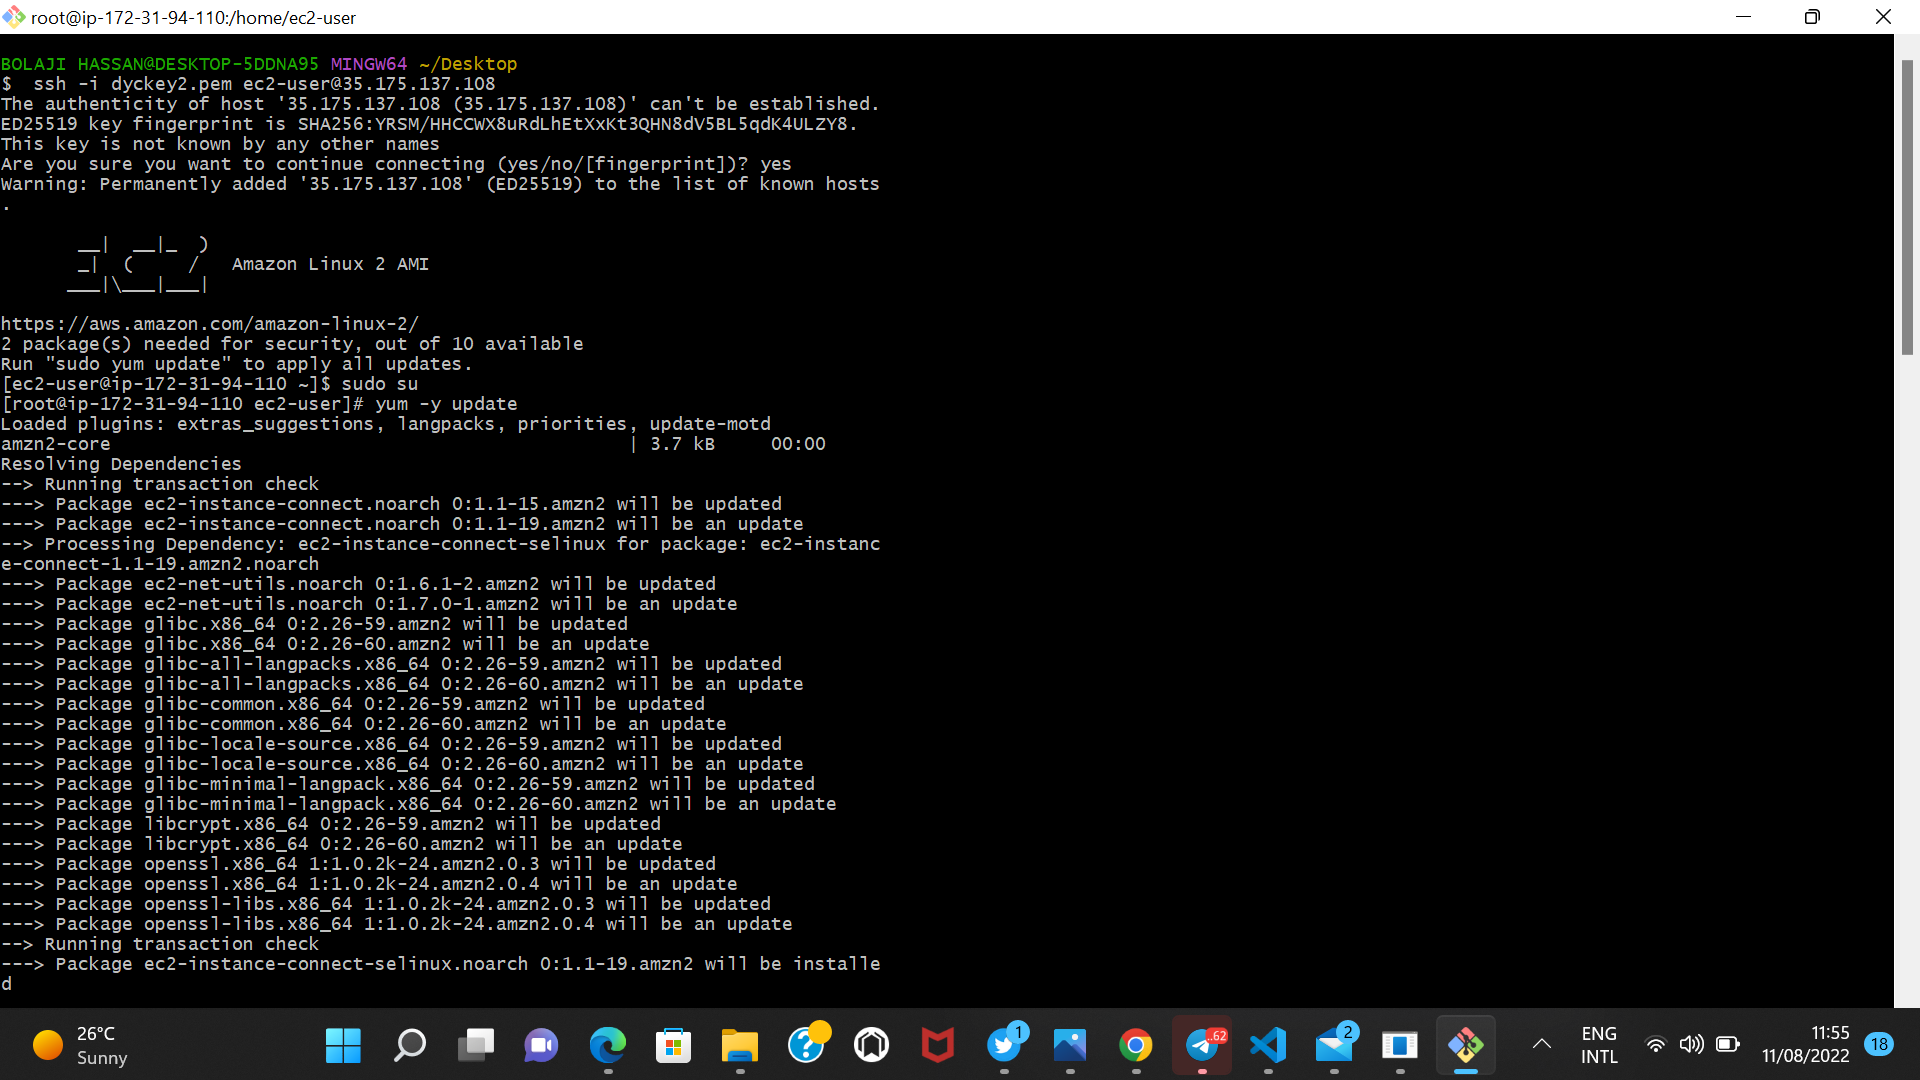 root@ip-172-31-94-110:/home/ec2-user
BOLAJI HASSAN@DESKTOP-5DDNA95 MINGW64 ~/Desktop
$  ssh -i dyckey2.pem ec2-user@35.175.137.108
The authenticity of host '35.175.137.108 (35.175.137.108)' can't be established.
ED25519 key fingerprint is SHA256:YRSM/HHCCWX8uRdLhEtXxKt3QHN8dV5BL5qdK4ULZY8.
This key is not known by any other names
Are you sure you want to continue connecting (yes/no/[fingerprint])? yes
Warning: Permanently added '35.175.137.108' (ED25519) to the list of known hosts
.
       __|  __|_  )
       _|  (     /   Amazon Linux 2 AMI
      ___|\___|___|
https://aws.amazon.com/amazon-linux-2/
2 package(s) needed for security, out of 10 available
Run "sudo yum update" to apply all updates.
[ec2-user@ip-172-31-94-110 ~]$ sudo su
[root@ip-172-31-94-110 ec2-user]# yum -y update
Loaded plugins: extras_suggestions, langpacks, priorities, update-motd
amzn2-core                                               | 3.7 kB     00:00
Resolving Dependencies
--> Running transaction check
---> Package ec2-instance-connect.noarch 0:1.1-15.amzn2 will be updated
---> Package ec2-instance-connect.noarch 0:1.1-19.amzn2 will be an update
--> Processing Dependency: ec2-instance-connect-selinux for package: ec2-instanc
e-connect-1.1-19.amzn2.noarch
---> Package ec2-net-utils.noarch 0:1.6.1-2.amzn2 will be updated
---> Package ec2-net-utils.noarch 0:1.7.0-1.amzn2 will be an update
---> Package glibc.x86_64 0:2.26-59.amzn2 will be updated
---> Package glibc.x86_64 0:2.26-60.amzn2 will be an update
---> Package glibc-all-langpacks.x86_64 0:2.26-59.amzn2 will be updated
---> Package glibc-all-langpacks.x86_64 0:2.26-60.amzn2 will be an update
---> Package glibc-common.x86_64 0:2.26-59.amzn2 will be updated
---> Package glibc-common.x86_64 0:2.26-60.amzn2 will be an update
---> Package glibc-locale-source.x86_64 0:2.26-59.amzn2 will be updated
---> Package glibc-locale-source.x86_64 0:2.26-60.amzn2 will be an update
---> Package glibc-minimal-langpack.x86_64 0:2.26-59.amzn2 will be updated
---> Package glibc-minimal-langpack.x86_64 0:2.26-60.amzn2 will be an update
---> Package libcrypt.x86_64 0:2.26-59.amzn2 will be updated
---> Package libcrypt.x86_64 0:2.26-60.amzn2 will be an update
---> Package openssl.x86_64 1:1.0.2k-24.amzn2.0.3 will be updated
---> Package openssl.x86_64 1:1.0.2k-24.amzn2.0.4 will be an update
---> Package openssl-libs.x86_64 1:1.0.2k-24.amzn2.0.3 will be updated
---> Package openssl-libs.x86_64 1:1.0.2k-24.amzn2.0.4 will be an update
--> Running transaction check
---> Package ec2-instance-connect-selinux.noarch 0:1.1-19.amzn2 will be installe
d
26°C
Sunny
1
..62
2
ENG
INTL
11:55
11/08/2022
18